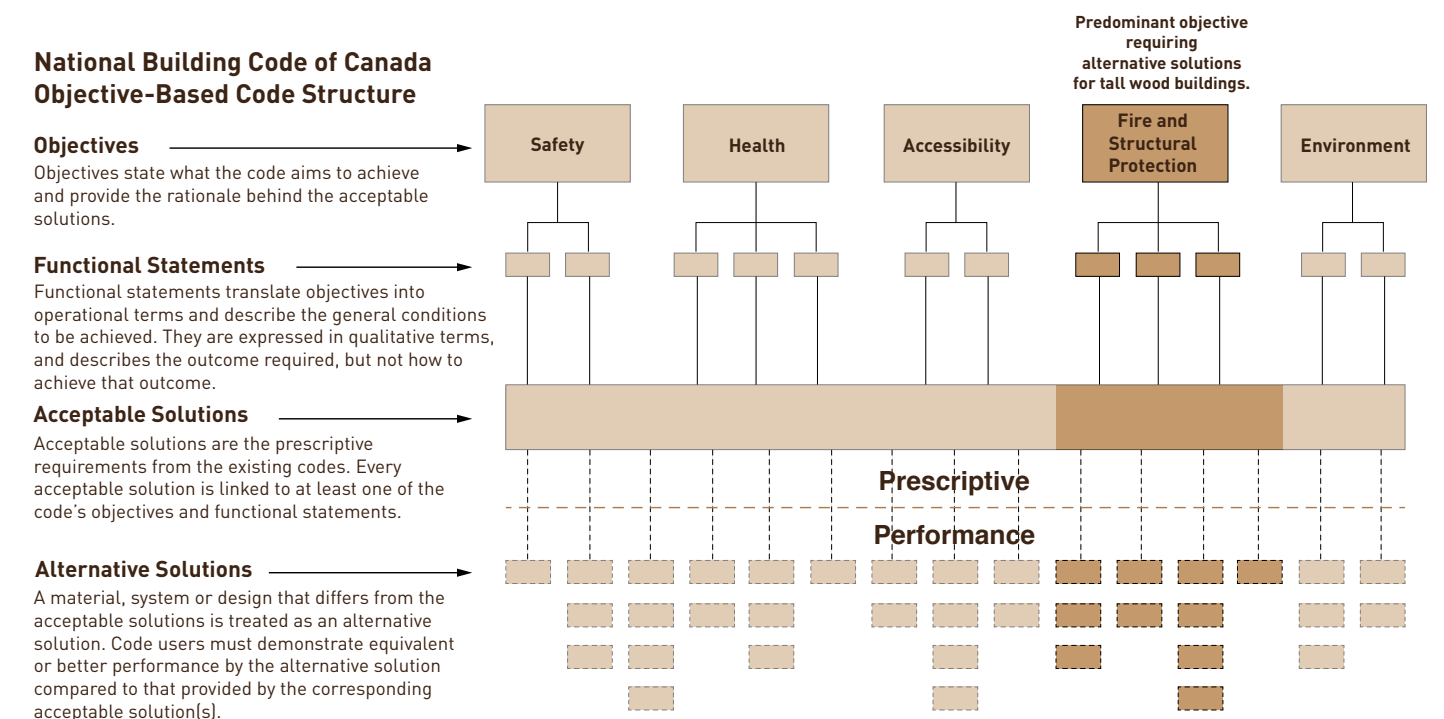 National Building Code of Canada
Objective-Based Code Structure
Predominant objective
requiring
alternative solutions
for tall wood buildings.
Objectives
Objectives state what the code aims to achieve
and provide the rationale behind the acceptable
solutions.
Safety
Health
Accessibility
Fire and
Structural
Protection
Environment
Functional Statements
Functional statements translate objectives into
operational terms and describe the general conditions
to be achieved. They are expressed in qualitative terms,
and describes the outcome required, but not how to
achieve that outcome.
Acceptable Solutions
Acceptable solutions are the prescriptive
requirements from the existing codes. Every
acceptable solution is linked to at least one of the
code's objectives and functional statements.
Prescriptive
Performance
Alternative Solutions
A material, system or design that differs from the
acceptable solutions is treated as an alternative
solution. Code users must demonstrate equivalent
or better performance by the alternative solution
compared to that provided by the corresponding
acceptable solution(s).